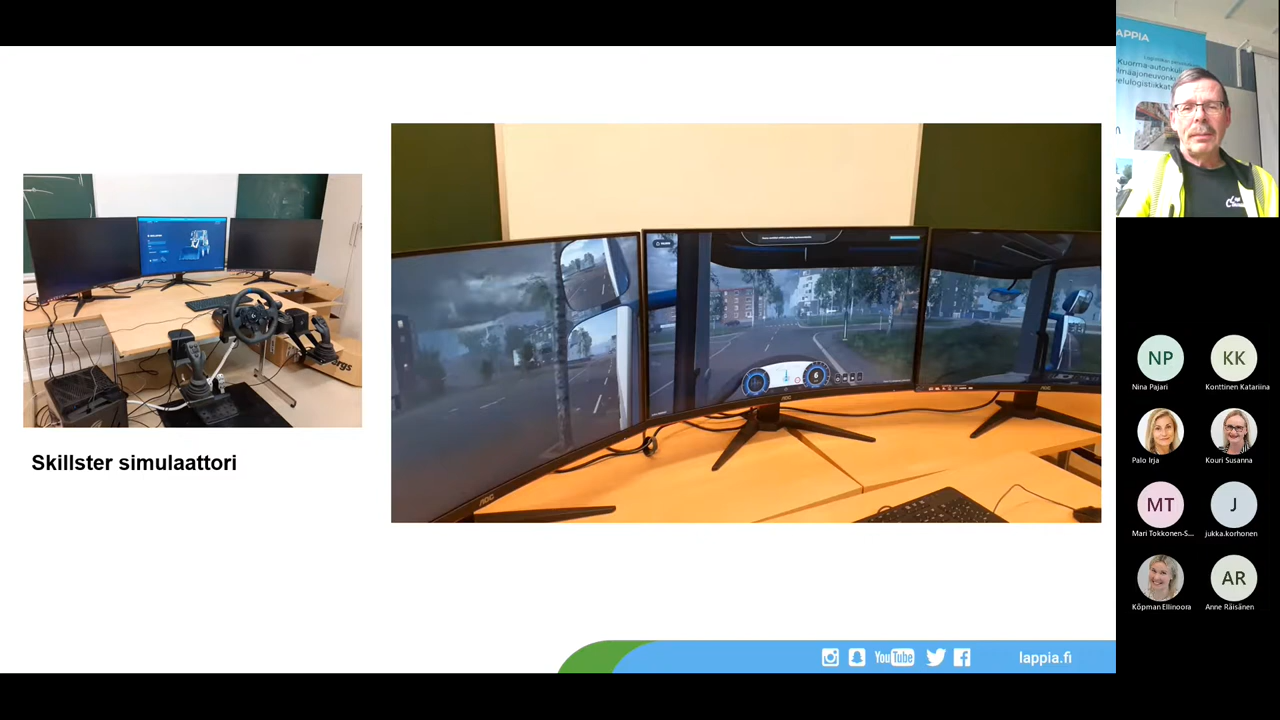 Skillster simulaattori
YouTube
lappia.fi
LAPPIA
NP
Nina Pajari
KK
Konttinen Katariina
Palo Irja
Kouri Susanna
MT
Mari Tokkonen-S...
J
jukka.korhonen
Köpman Ellinoora
AR
Anne Räisänen